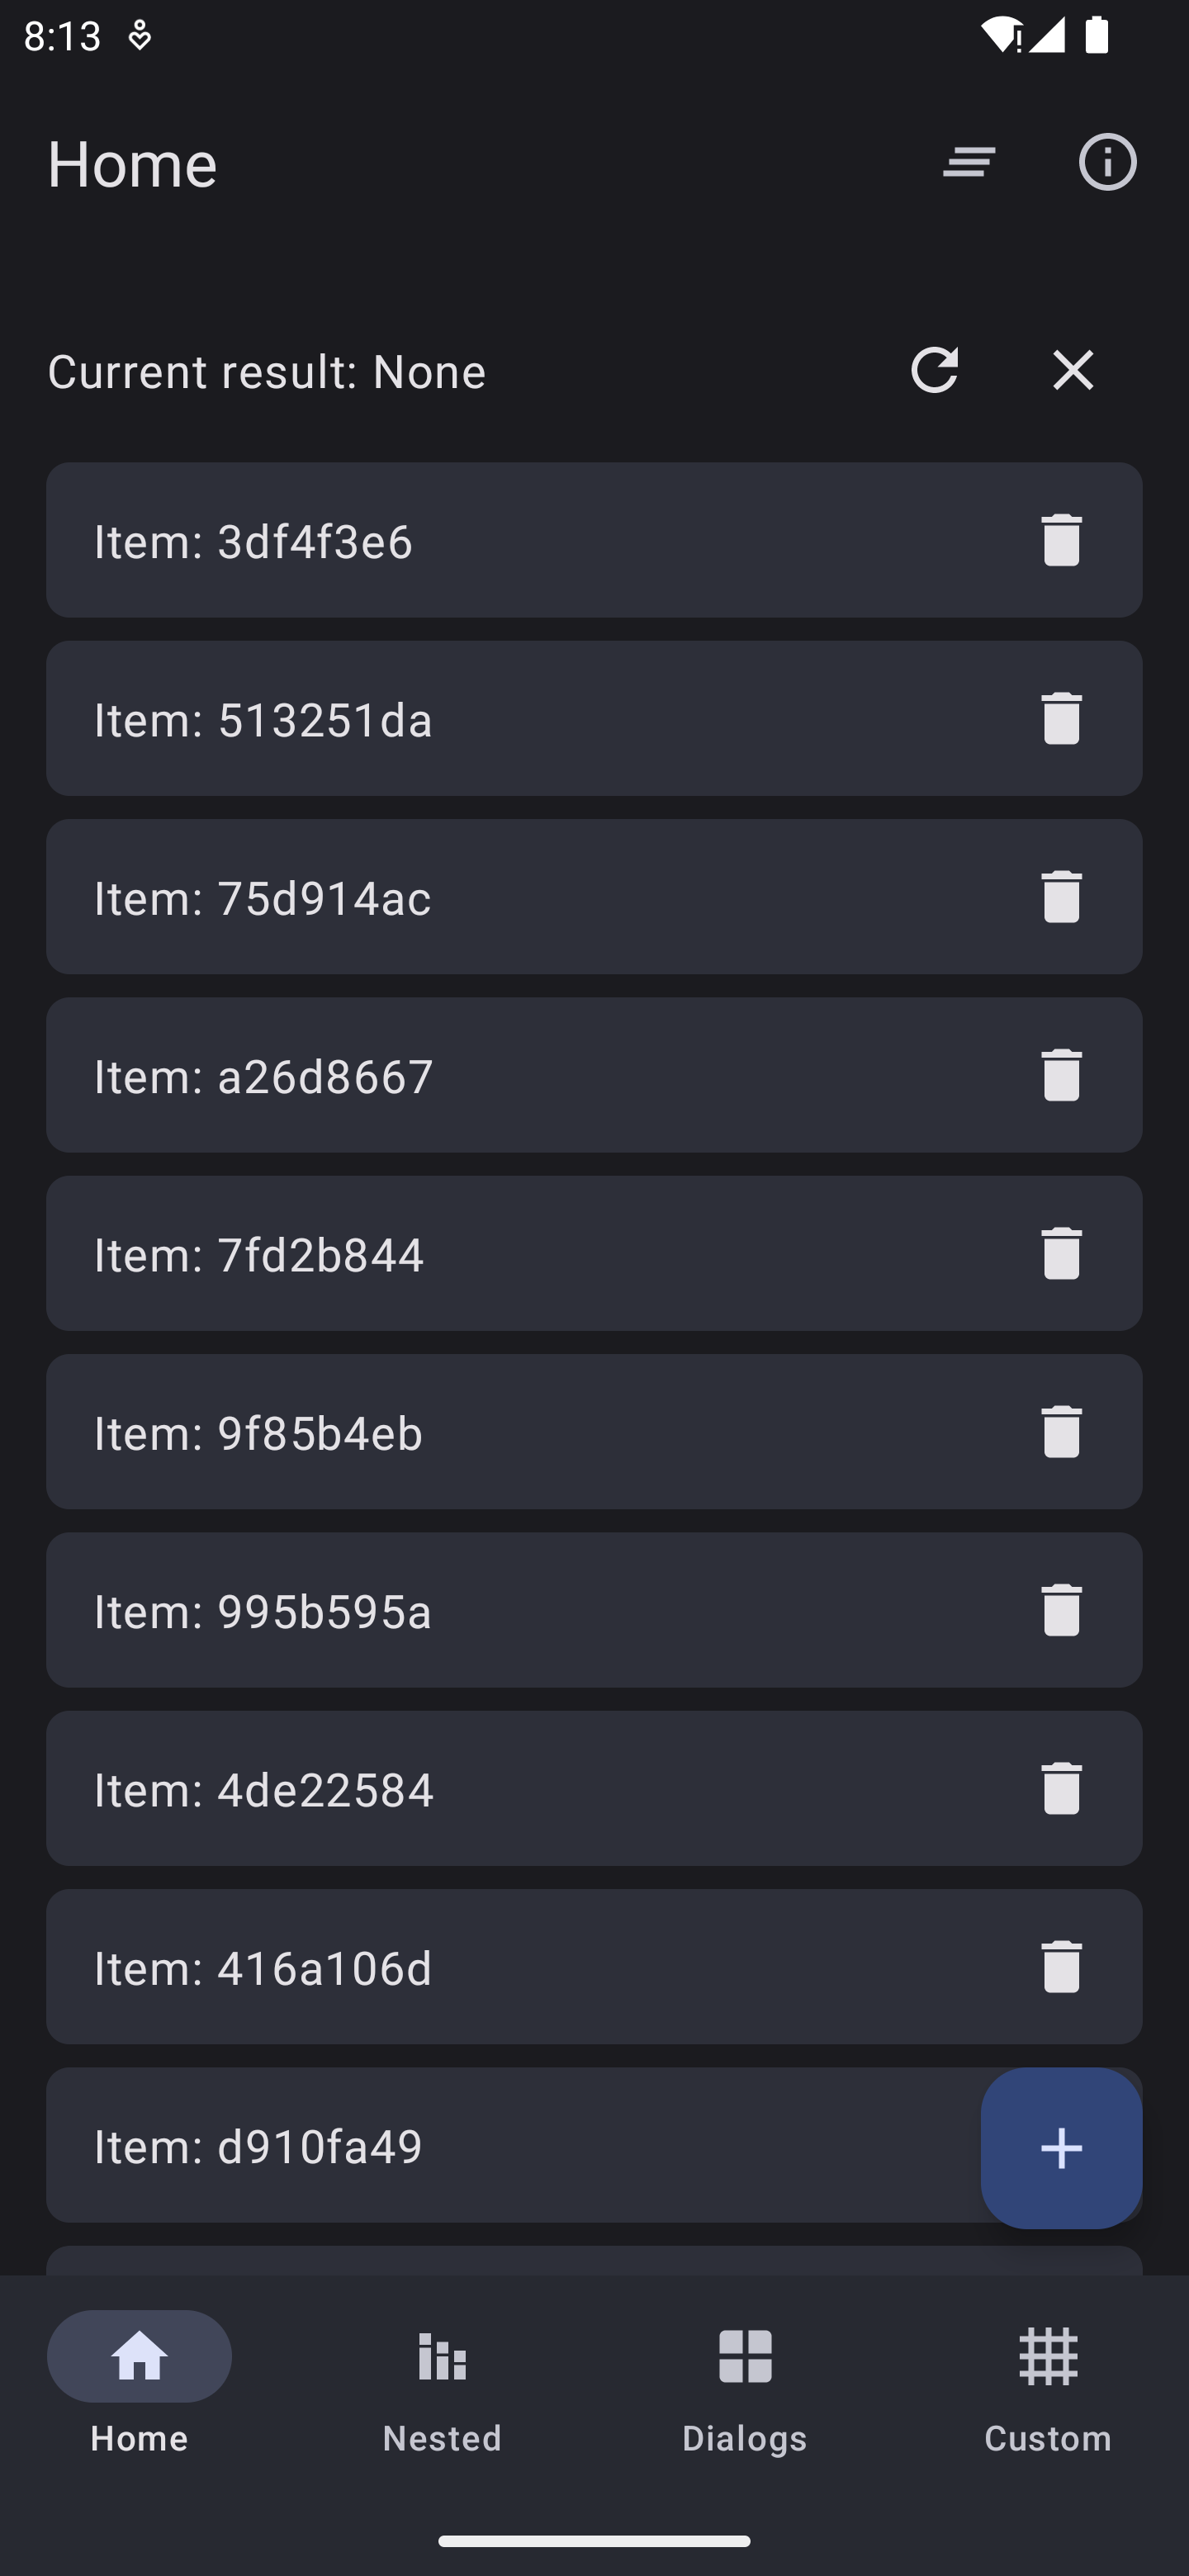 8:13
Home
Current result: None
Item: 3df4f3e6
Item: 513251da
Item: 75d914ac
Item: a26d8667
Item: 7fd2b844
Item: 9f85b4eb
Item: 995b595a
Item: 4de22584
Item: 416a106d
Item: d910fa49
Home
Nested
Dialogs
Custom